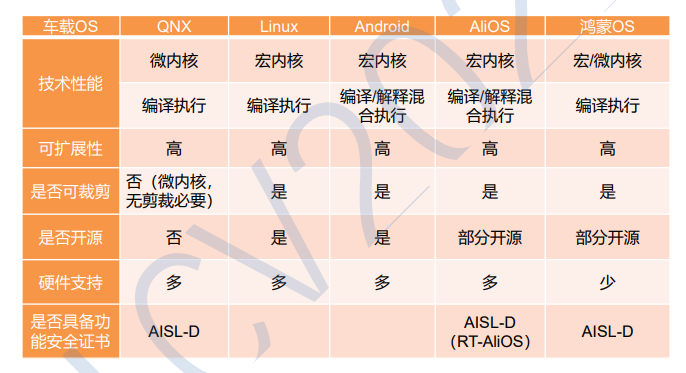 车载OS QNX Linux Android AliOS 鸿蒙OS
技术性能 微内核 宏内核 宏内核 宏内核 宏/微内核
编译执行 编译执行 编译/解释混合执行 编译/解释混合执行 编译执行
可扩展性 高 高 高 高 高
是否可裁剪 否（微内核，无剪裁必要） 是 是 是 是
是否开源 否 是 是 部分开源 部分开源
硬件支持 多 多 多 多 少
是否具备功能安全证书 AISL-D AISL-D（RT-AliOS） AISL-D
ICV202